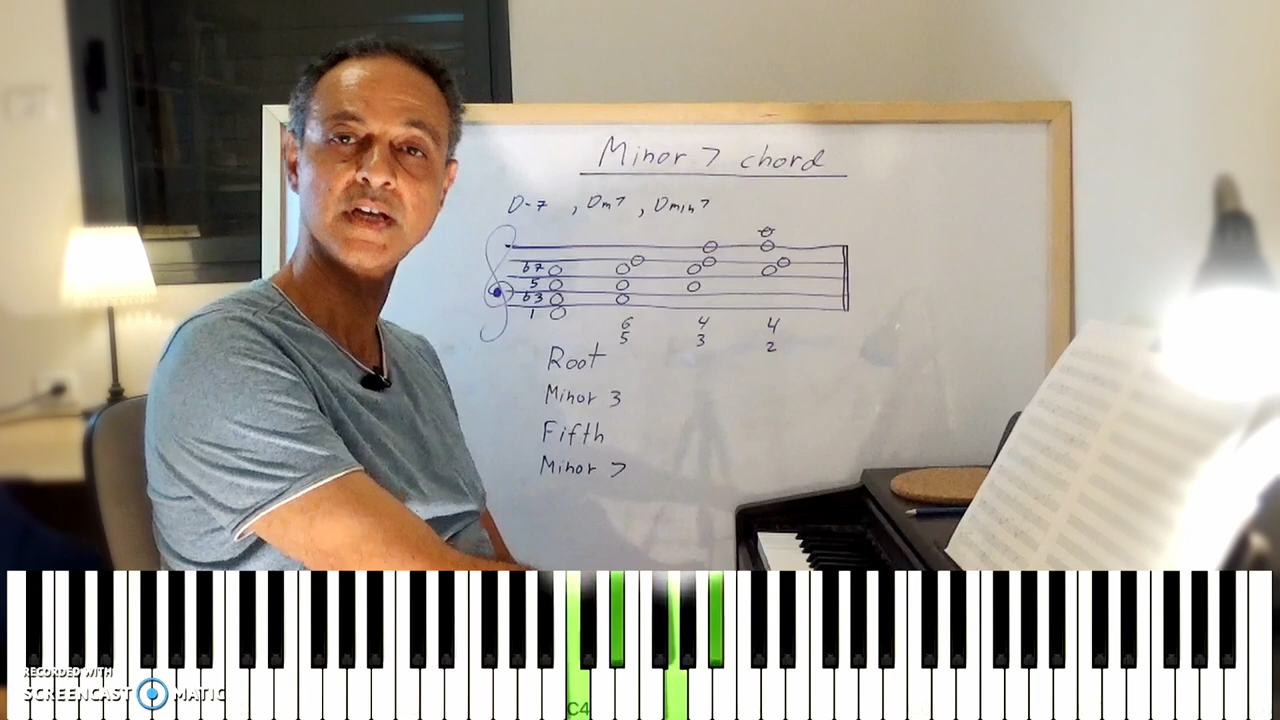 Minor 7 chord
D-7 , Dm7 , Dmin7
b7
5
b3
1
6 4 4
5 3 2
Root
Minor 3
Fifth
Minor 7
C4
RECORDED WITH
SCREENCAST MATIC